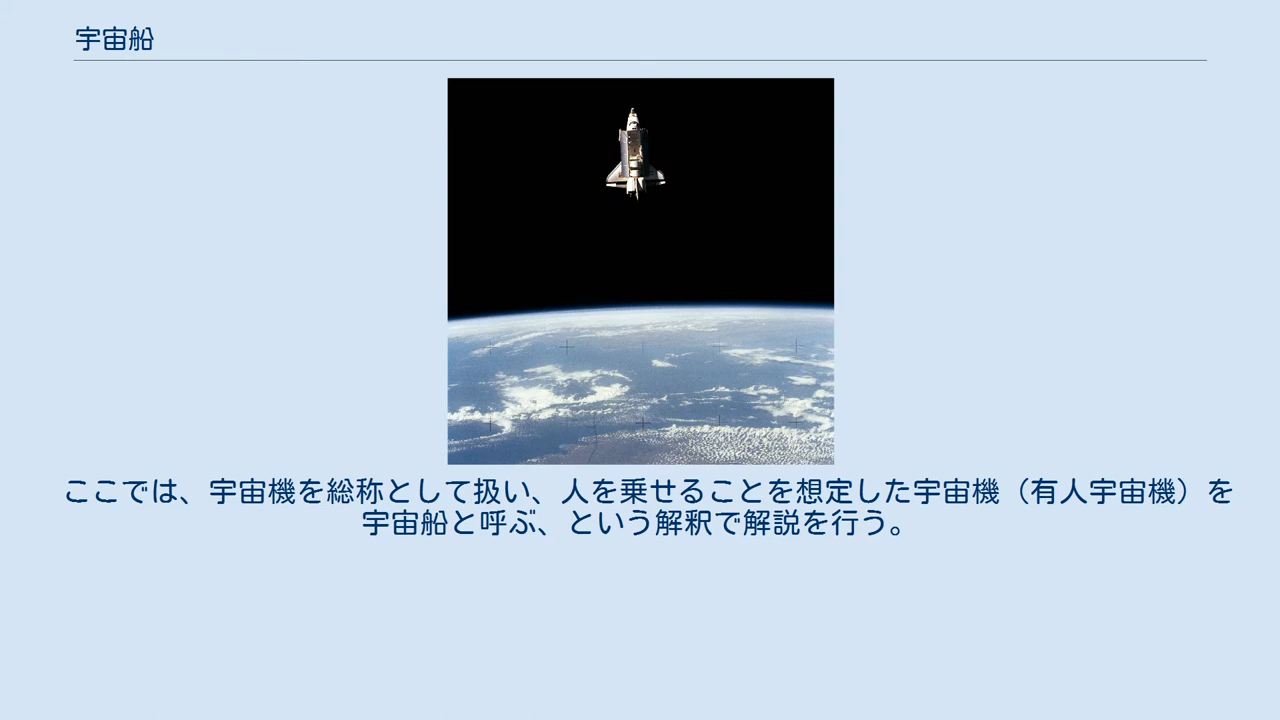 宇宙船
ここでは、宇宙機を総称として扱い、人を乗せることを想定した宇宙機（有人宇宙機）を
宇宙船と呼ぶ、という解釈で解説を行う。